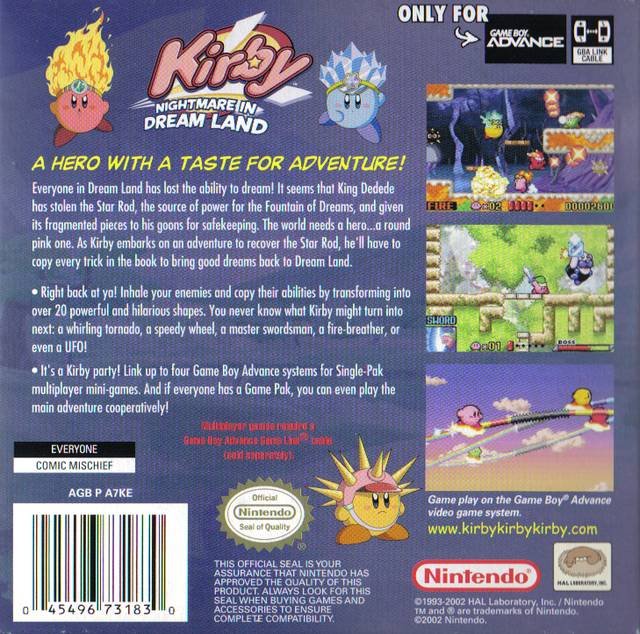 ONLY FOR
GAME BOY
ADVANCE
GBA LINK
CABLE
Kirby
NIGHTMARE IN
DREAM LAND
A HERO WITH A TASTE FOR ADVENTURE!
Everyone in Dream Land has lost the ability to dream! It seems that King Dedede
has stolen the Star Rod, the source of power for the Fountain of Dreams, and given
its fragmented pieces to his goons for safekeeping. The world needs a hero...a round
pink one. As Kirby embarks on an adventure to recover the Star Rod, he'll have to
copy every trick in the book to bring good dreams back to Dream Land.
• Right back at ya! Inhale your enemies and copy their abilities by transforming into
over 20 powerful and hilarious shapes. You never know what Kirby might turn into
next: a whirling tornado, a speedy wheel, a master swordsman, a fire-breather, or
even a UFO!
• It's a Kirby party! Link up to four Game Boy Advance systems for Single-Pak
multiplayer mini-games. And if everyone has a Game Pak, you can even play the
main adventure cooperatively!
Multiplayer games require a
Game Boy Advance Game Link® cable
(sold separately).
FIRE
02
SWORD
01
BOSS
EVERYONE
COMIC MISCHIEF
AGB P A7KE
0 45496 73183 0
Official
Nintendo
Seal of Quality
®
THIS OFFICIAL SEAL IS YOUR
ASSURANCE THAT NINTENDO HAS
APPROVED THE QUALITY OF THIS
PRODUCT. ALWAYS LOOK FOR THIS
SEAL WHEN BUYING GAMES AND
ACCESSORIES TO ENSURE
COMPLETE COMPATIBILITY.
Game play on the Game Boy® Advance
video game system.
www.kirbykirbykirby.com
Nintendo®
HAL LABORATORY, INC.
©1993-2002 HAL Laboratory, Inc. / Nintendo
TM and ® are trademarks of Nintendo.
©2002 Nintendo.